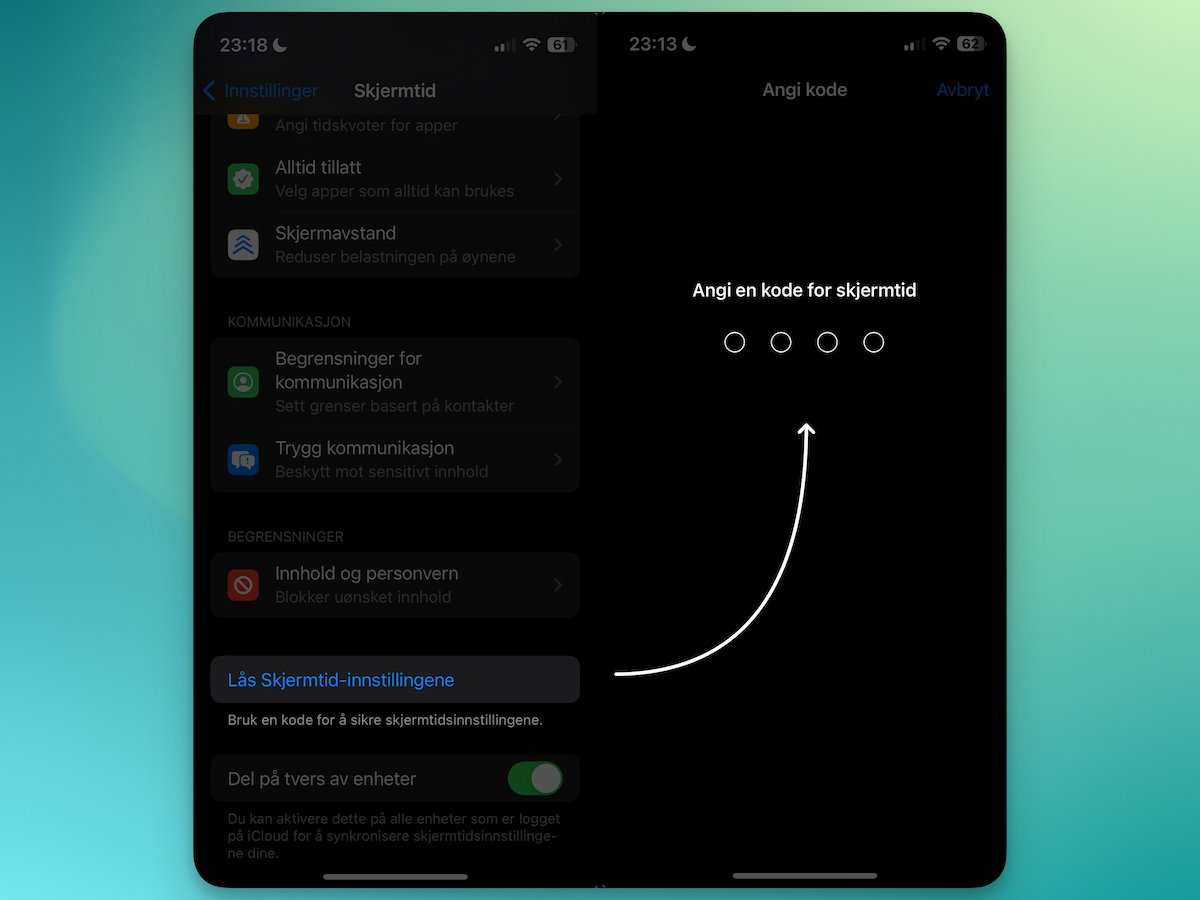 23:18
61
Innstillinger
Skjermtid
Angi tidskvoter for apper
Alltid tillatt
Velg apper som alltid kan brukes
Skjermavstand
Reduser belastningen på øynene
KOMMUNIKASJON
Begrensninger for
kommunikasjon
Sett grenser basert på kontakter
Trygg kommunikasjon
Beskytt mot sensitivt innhold
BEGRENSNINGER
Innhold og personvern
Blokker uønsket innhold
Lås Skjermtid-innstillingene
Bruk en kode for å sikre skjermtidsinnstillingene.
Del på tvers av enheter
Du kan aktivere dette på alle enheter som er logget
på iCloud for å synkronisere skjermtidsinnstillinge-
ne dine.
23:13
62
Angi kode
Avbryt
Angi en kode for skjermtid